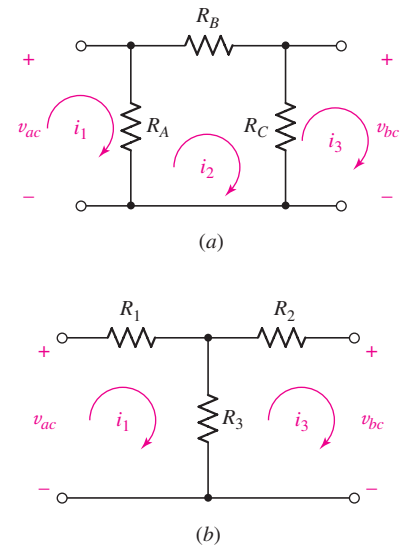 R_B
+ +
v_ac i_1 R_A R_C i_3 v_bc
i_2
− −
(a)
R_1 R_2
+ +
v_ac i_1 R_3 i_3 v_bc
− −
(b)